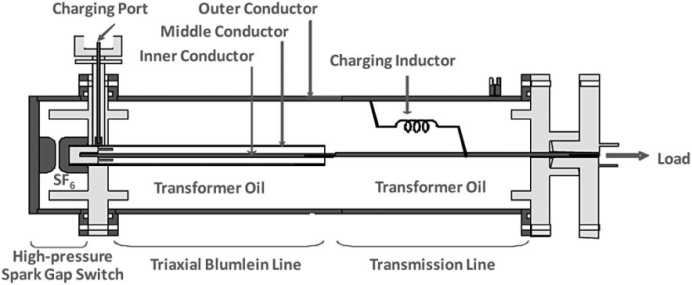 Charging Port
Outer Conductor
Middle Conductor
Inner Conductor
Charging Inductor
Load
SF6
Transformer Oil
Transformer Oil
High-pressure
Spark Gap Switch
Triaxial Blumlein Line
Transmission Line